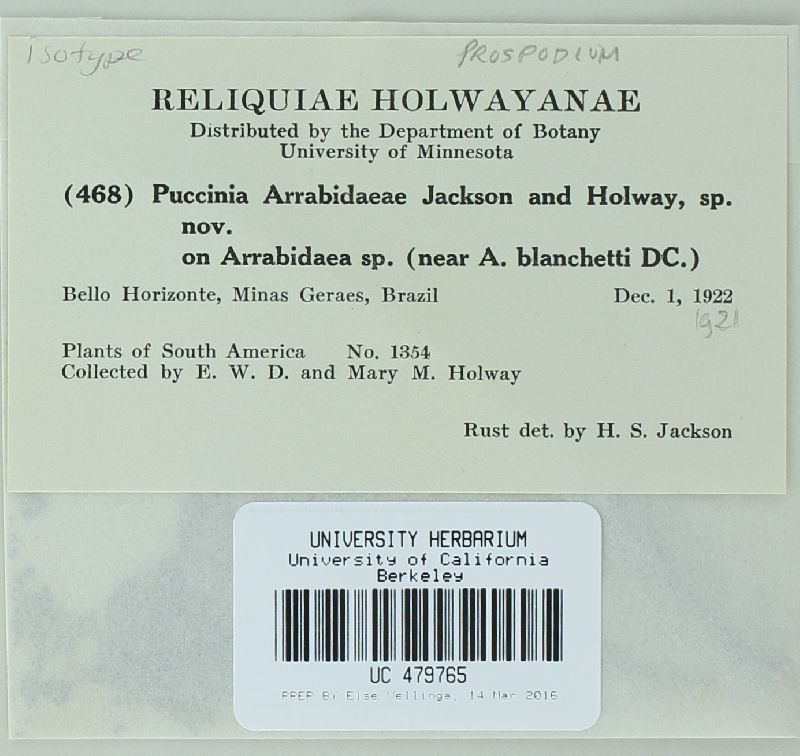 Isotype PROSPODIUM
RELIQUIAE HOLWAYANAE
Distributed by the Department of Botany
University of Minnesota
(468) Puccinia Arrabidaeae Jackson and Holway, sp.
nov.
on Arrabidaea sp. (near A. blanchetti DC.)
Bello Horizonte, Minas Geraes, Brazil Dec. 1, 1922
1921
Plants of South America No. 1354
Collected by E. W. D. and Mary M. Holway
Rust det. by H. S. Jackson
UNIVERSITY HERBARIUM
University of California
Berkeley
UC 479765
PREP BY Else Vellinga, 14 Mar 2016